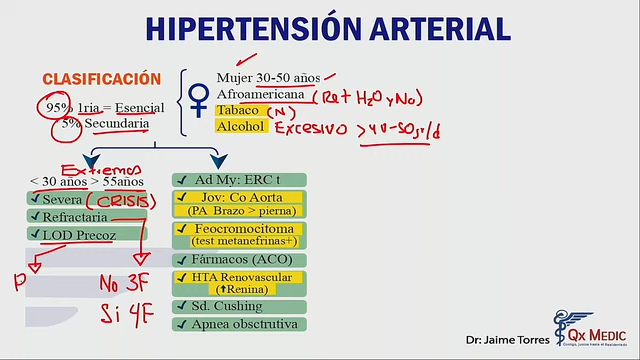 HIPERTENSIÓN ARTERIAL
CLASIFICACIÓN
95% 1ria = Esencial
5% Secundaria
Mujer 30-50 años
Afroamericana (Ret H2O y Na)
Tabaco (N)
Alcohol Excesivo > 40-50gr/d
Extremos
< 30 años > 55años
✓ Severa (CRISIS)
✓ Refractaria
✓ LOD Precoz
P
No 3F
Si 4F
✓ Ad My: ERC t
✓ Jov: Co Aorta
(PA Brazo > pierna)
✓ Feocromocitoma
(test metanefrinas+)
✓ Fármacos (ACO)
✓ HTA Renovascular
(↑Renina)
✓ Sd. Cushing
✓ Apnea obsctrutiva
Dr: Jaime Torres
QX MEDIC